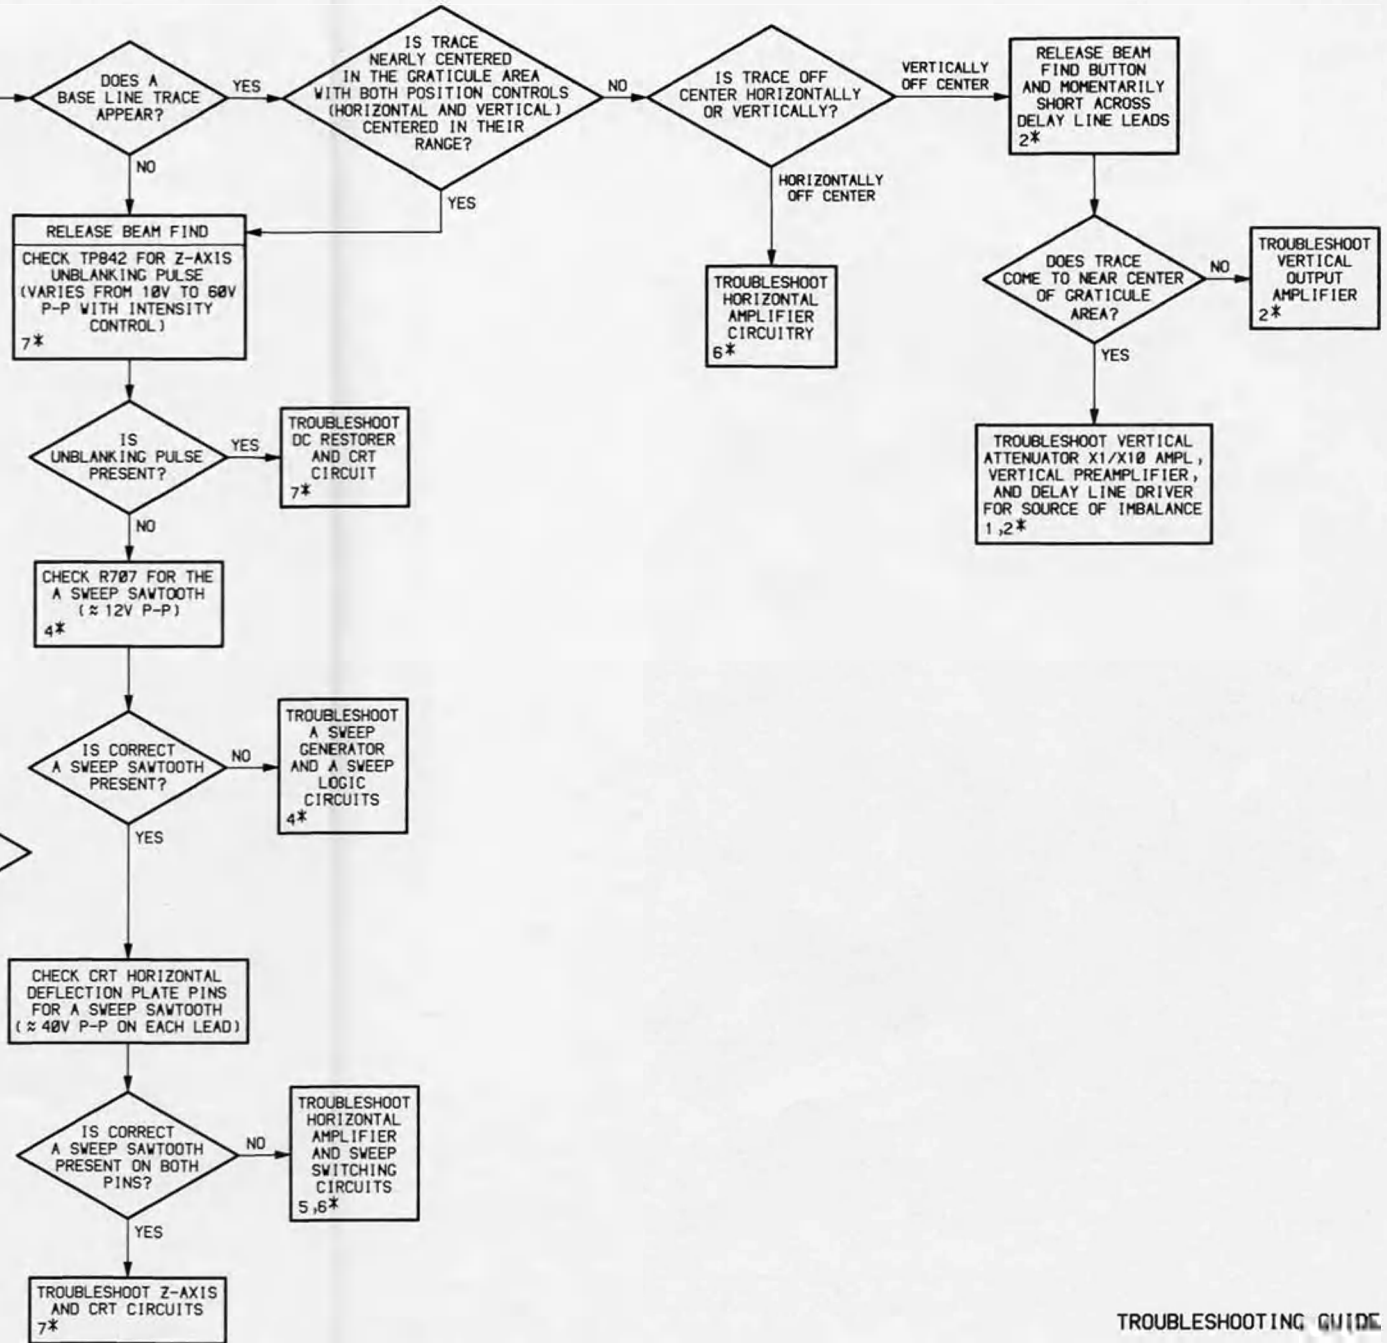 DOES A
BASE LINE TRACE
APPEAR?
YES
NO
IS TRACE
NEARLY CENTERED
IN THE GRATICULE AREA
WITH BOTH POSITION CONTROLS
(HORIZONTAL AND VERTICAL)
CENTERED IN THEIR
RANGE?
NO
YES
IS TRACE OFF
CENTER HORIZONTALLY
OR VERTICALLY?
VERTICALLY
OFF CENTER
HORIZONTALLY
OFF CENTER
RELEASE BEAM
FIND BUTTON
AND MOMENTARILY
SHORT ACROSS
DELAY LINE LEADS
2*
RELEASE BEAM FIND
CHECK TP842 FOR Z-AXIS
UNBLANKING PULSE
(VARIES FROM 10V TO 60V
P-P WITH INTENSITY
CONTROL)
7*
TROUBLESHOOT
HORIZONTAL
AMPLIFIER
CIRCUITRY
6*
DOES TRACE
COME TO NEAR CENTER
OF GRATICULE
AREA?
NO
YES
TROUBLESHOOT
VERTICAL
OUTPUT
AMPLIFIER
2*
IS
UNBLANKING PULSE
PRESENT?
YES
NO
TROUBLESHOOT
DC RESTORER
AND CRT
CIRCUIT
7*
TROUBLESHOOT VERTICAL
ATTENUATOR X1/X10 AMPL,
VERTICAL PREAMPLIFIER,
AND DELAY LINE DRIVER
FOR SOURCE OF IMBALANCE
1,2*
CHECK R707 FOR THE
A SWEEP SAWTOOTH
(≈ 12V P-P)
4*
IS CORRECT
A SWEEP SAWTOOTH
PRESENT?
NO
YES
TROUBLESHOOT
A SWEEP
GENERATOR
AND A SWEEP
LOGIC
CIRCUITS
4*
CHECK CRT HORIZONTAL
DEFLECTION PLATE PINS
FOR A SWEEP SAWTOOTH
(≈ 40V P-P ON EACH LEAD)
IS CORRECT
A SWEEP SAWTOOTH
PRESENT ON BOTH
PINS?
NO
YES
TROUBLESHOOT
HORIZONTAL
AMPLIFIER
AND SWEEP
SWITCHING
CIRCUITS
5,6*
TROUBLESHOOT Z-AXIS
AND CRT CIRCUITS
7*
TROUBLESHOOTING GUIDE